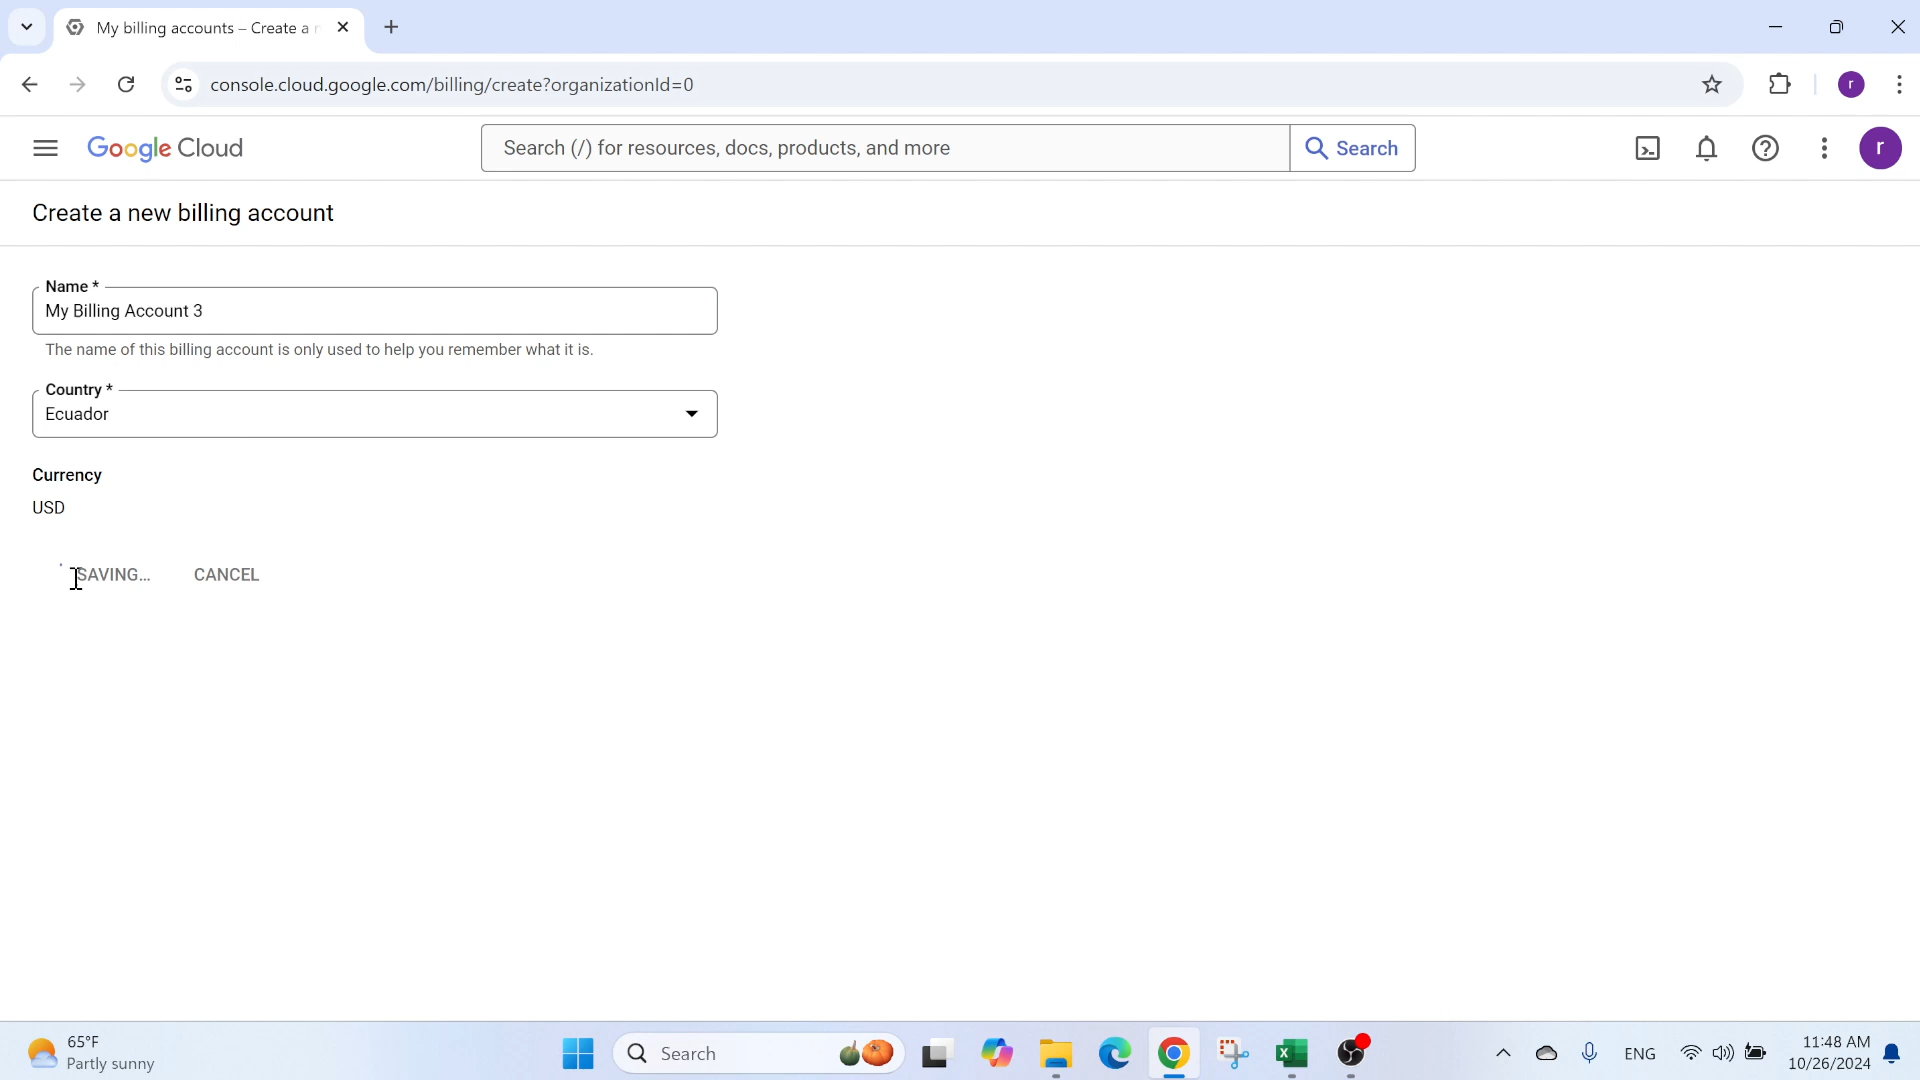 My billing accounts – Create a
console.cloud.google.com/billing/create?organizationId=0
r
Google Cloud
Search (/) for resources, docs, products, and more
Search
r
Create a new billing account
Name *
My Billing Account 3
The name of this billing account is only used to help you remember what it is.
Country *
Ecuador
Currency
USD
SAVING...
CANCEL
65°F
Partly sunny
Search
ENG
11:48 AM
10/26/2024